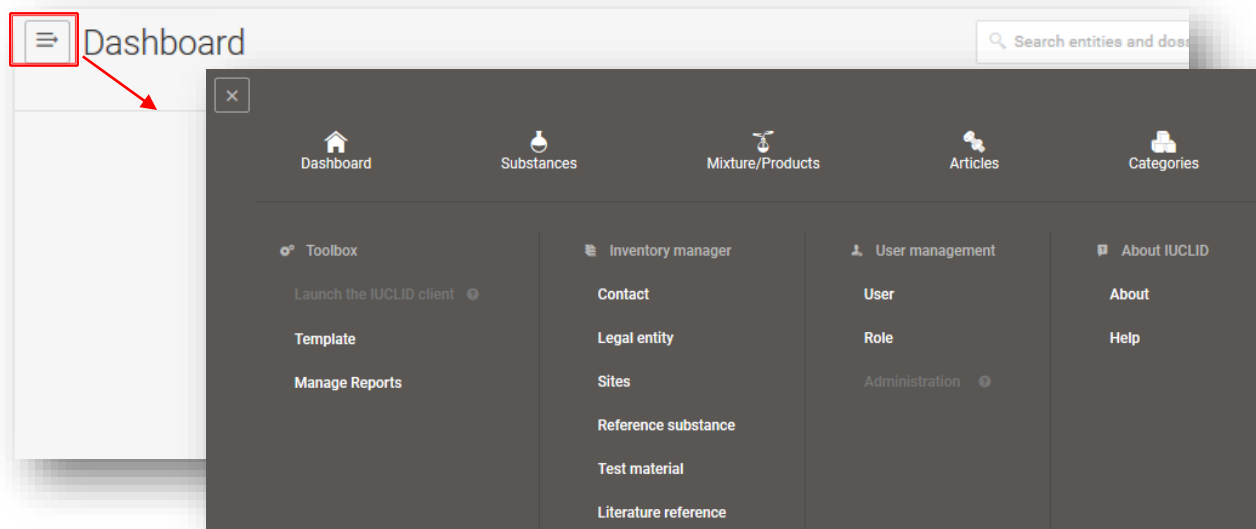 Dashboard
Search entities and doss
Dashboard
Substances
Mixture/Products
Articles
Categories
Toolbox
Launch the IUCLID client
Template
Manage Reports
Inventory manager
Contact
Legal entity
Sites
Reference substance
Test material
Literature reference
User management
User
Role
Administration
About IUCLID
About
Help